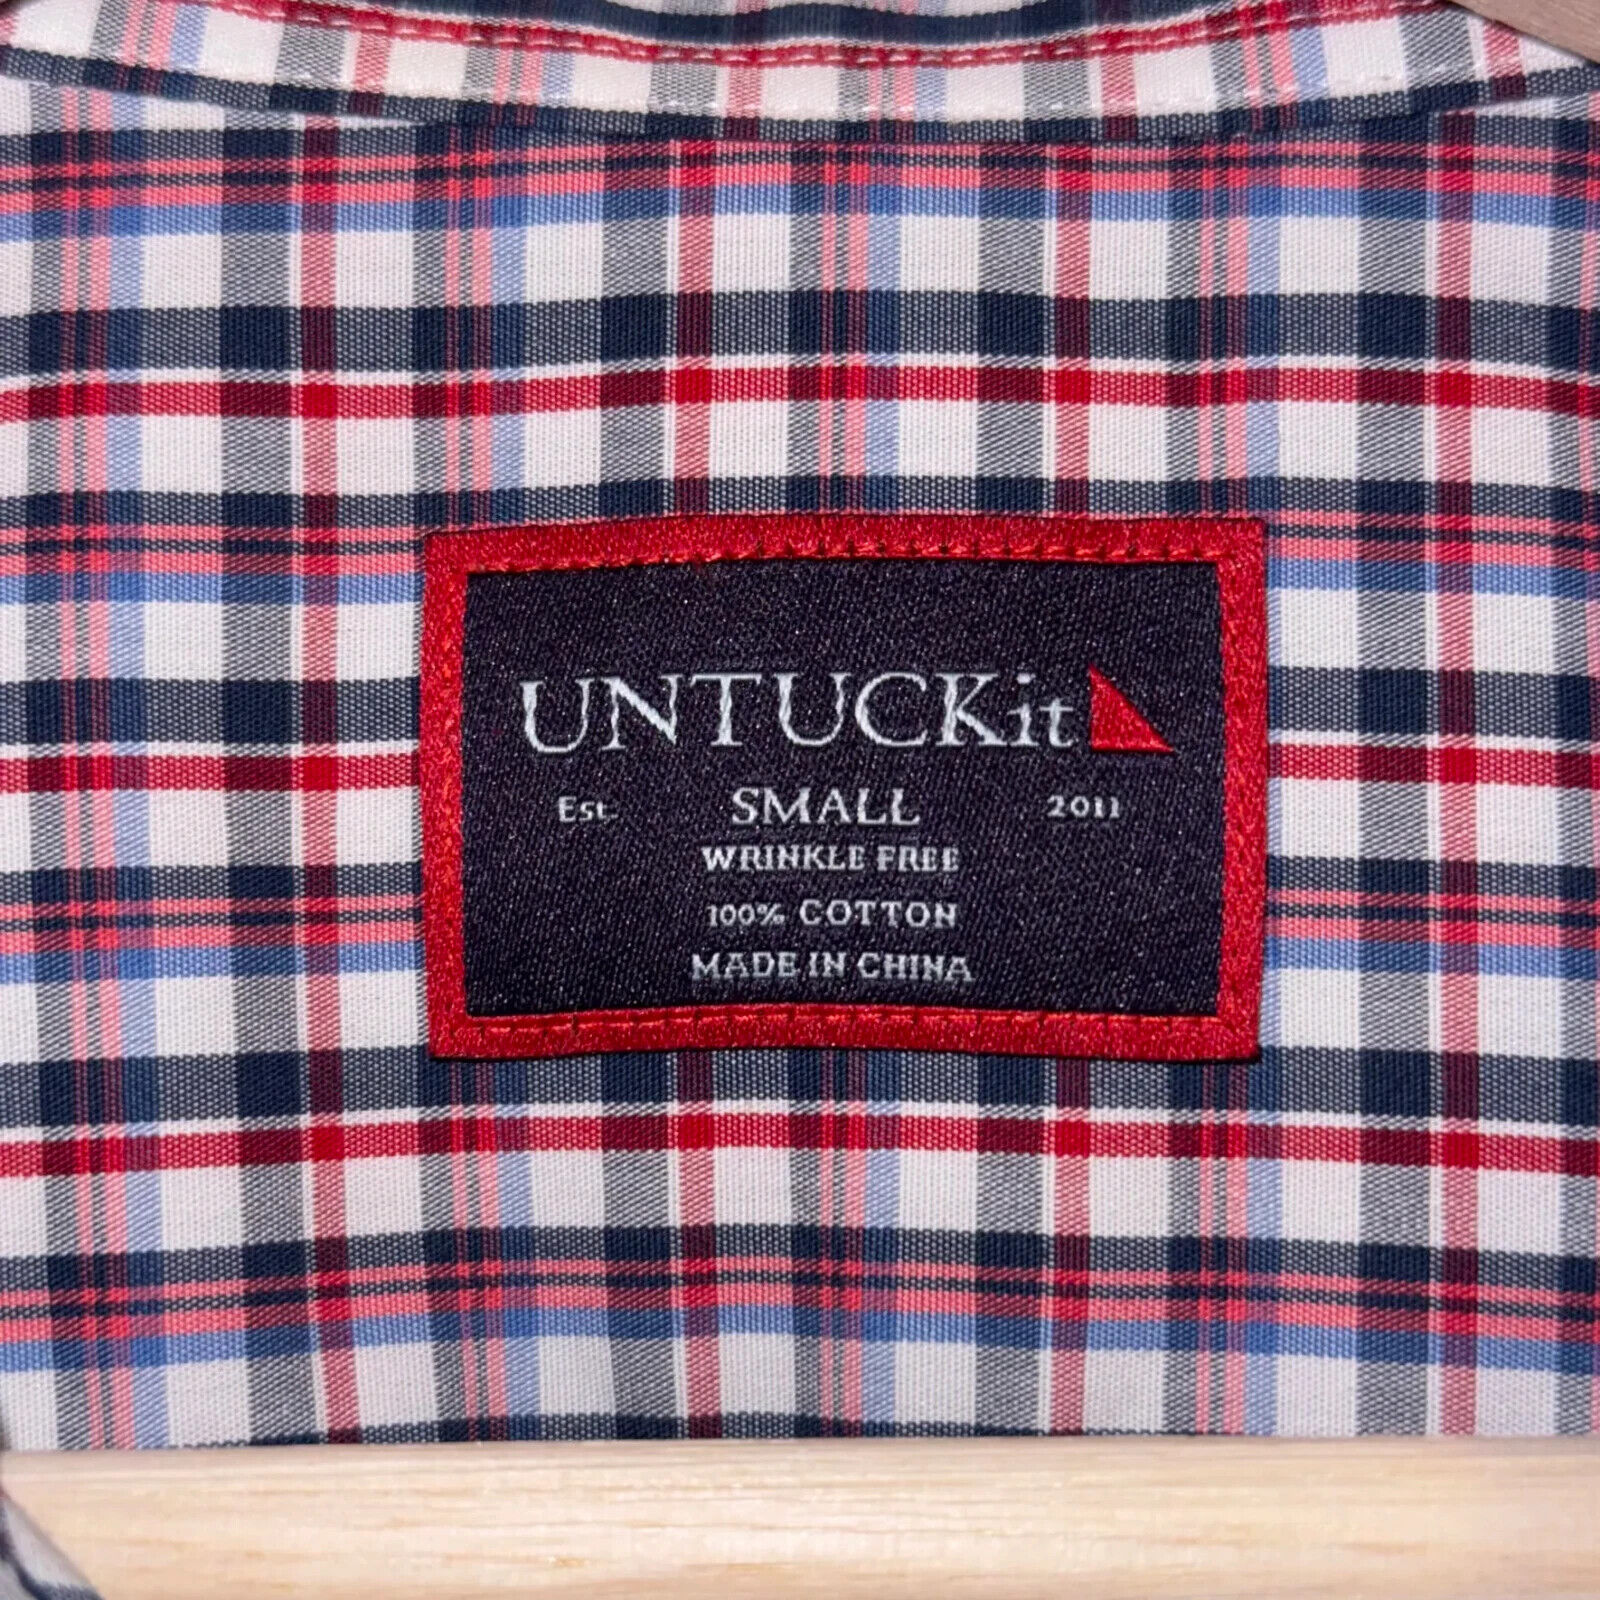 UNTUCKit
Est. SMALL 2011
WRINKLE FREE
100% COTTON
MADE IN CHINA